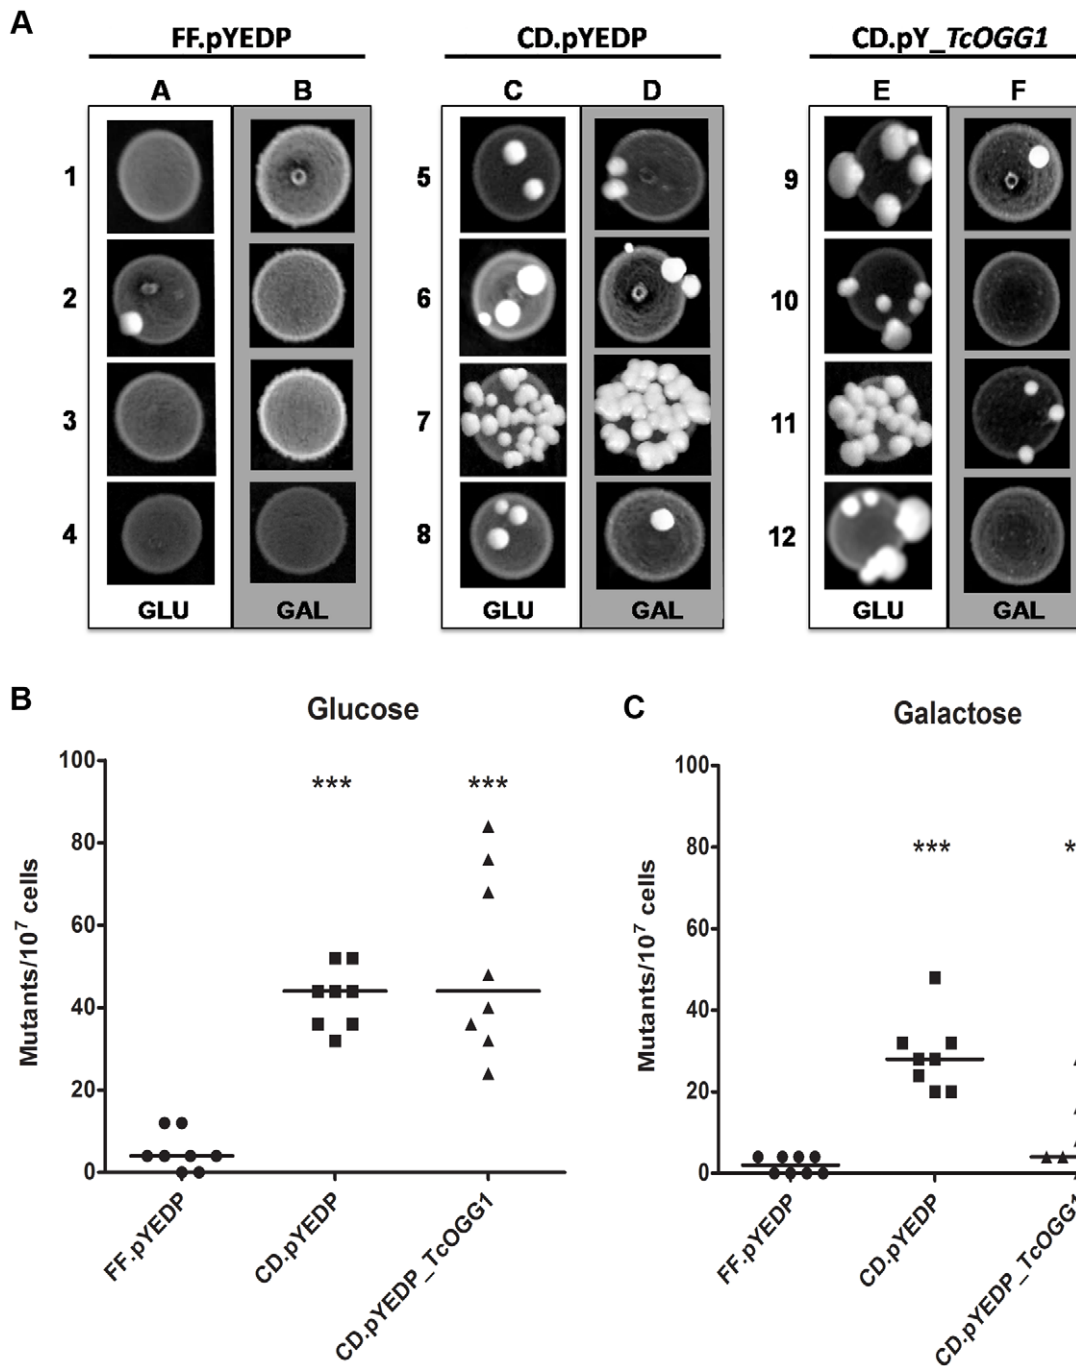 A
FF.pYEDP CD.pYEDP CD.pY_TcOGG1
A B C D E F
1 5 9
2 6 10
3 7 11
4 8 12
GLU GAL GLU GAL GLU GAL
B
Glucose
Mutants/10⁷ cells
100
80
60
40
20
0
*** ***
FF.pYEDP
CD.pYEDP
CD.pYEDP_TcOGG1
C
Galactose
Mutants/10⁷ cells
100
80
60
40
20
0
*** *
FF.pYEDP
CD.pYEDP
CD.pYEDP_TcOGG1